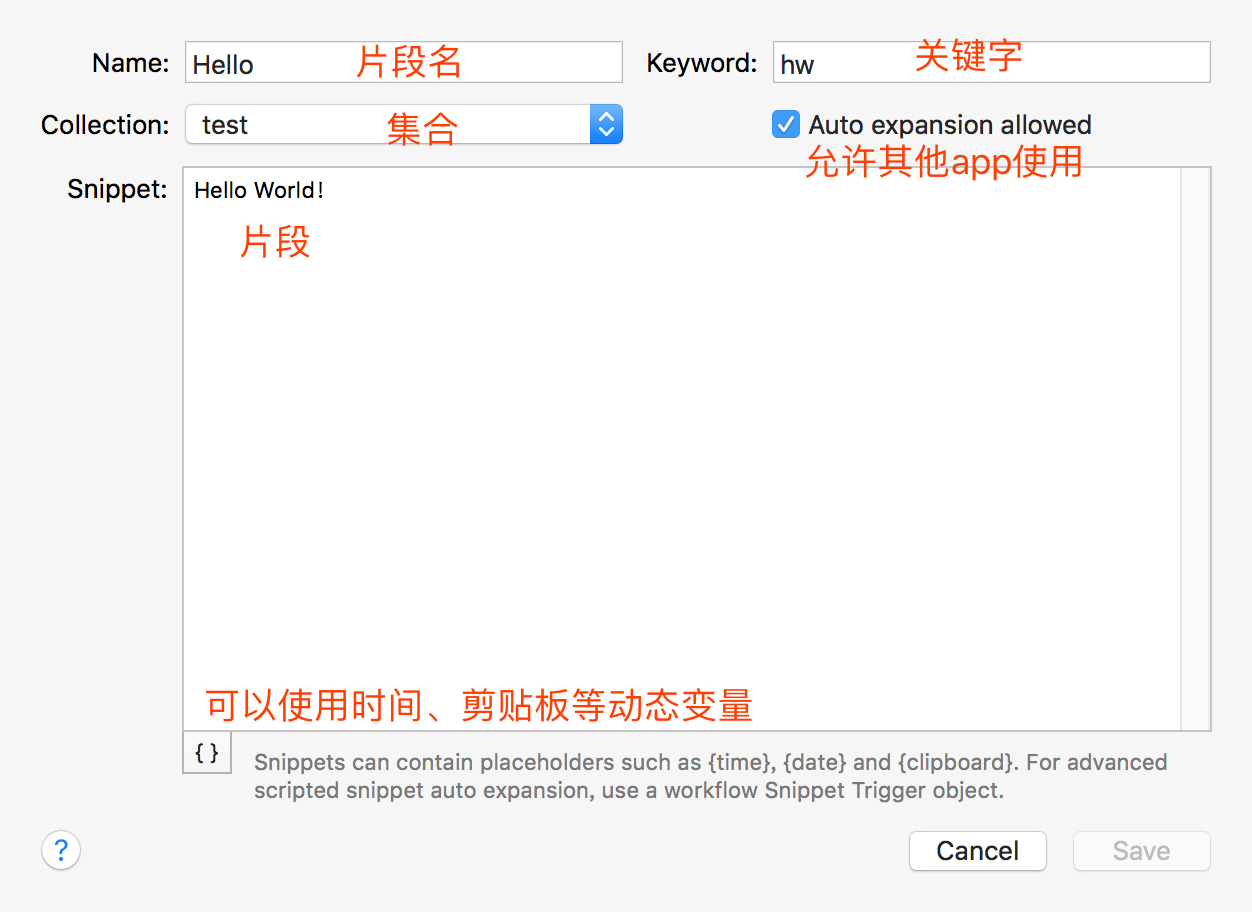 Name: Hello 片段名 Keyword: hw 关键字
Collection: test 集合 Auto expansion allowed
允许其他app使用
Snippet: Hello World!
片段
可以使用时间、剪贴板等动态变量
{ } Snippets can contain placeholders such as {time}, {date} and {clipboard}. For advanced
scripted snippet auto expansion, use a workflow Snippet Trigger object.
? Cancel Save